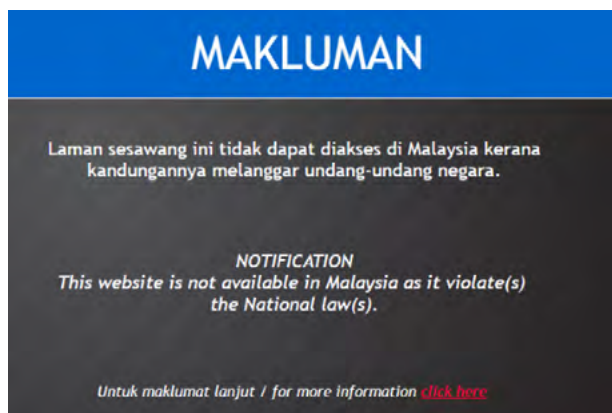 MAKLUMAN
Laman sesawang ini tidak dapat diakses di Malaysia kerana
kandungannya melanggar undang-undang negara.
NOTIFICATION
This website is not available in Malaysia as it violate(s)
the National law(s).
Untuk maklumat lanjut / for more information click here